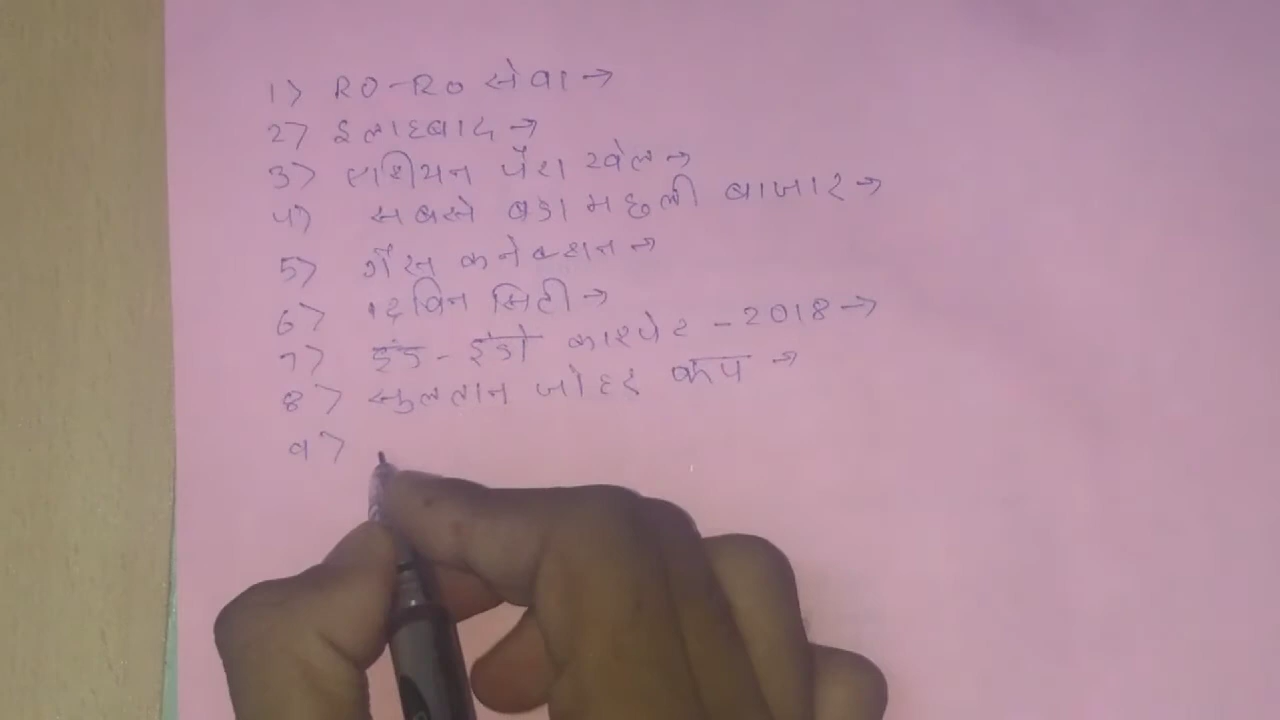 1> RO-RO सेवा →
2> इलाहबाद →
3> एशियन पैरा खेल →
4> सबसे बडा मछली बाजार →
5> गैस कनेक्शन →
6> ट्विन सिटी →
7> इंड - इंडो कारपेट - 2018 →
8> सुलतान जोहर कप →
9>